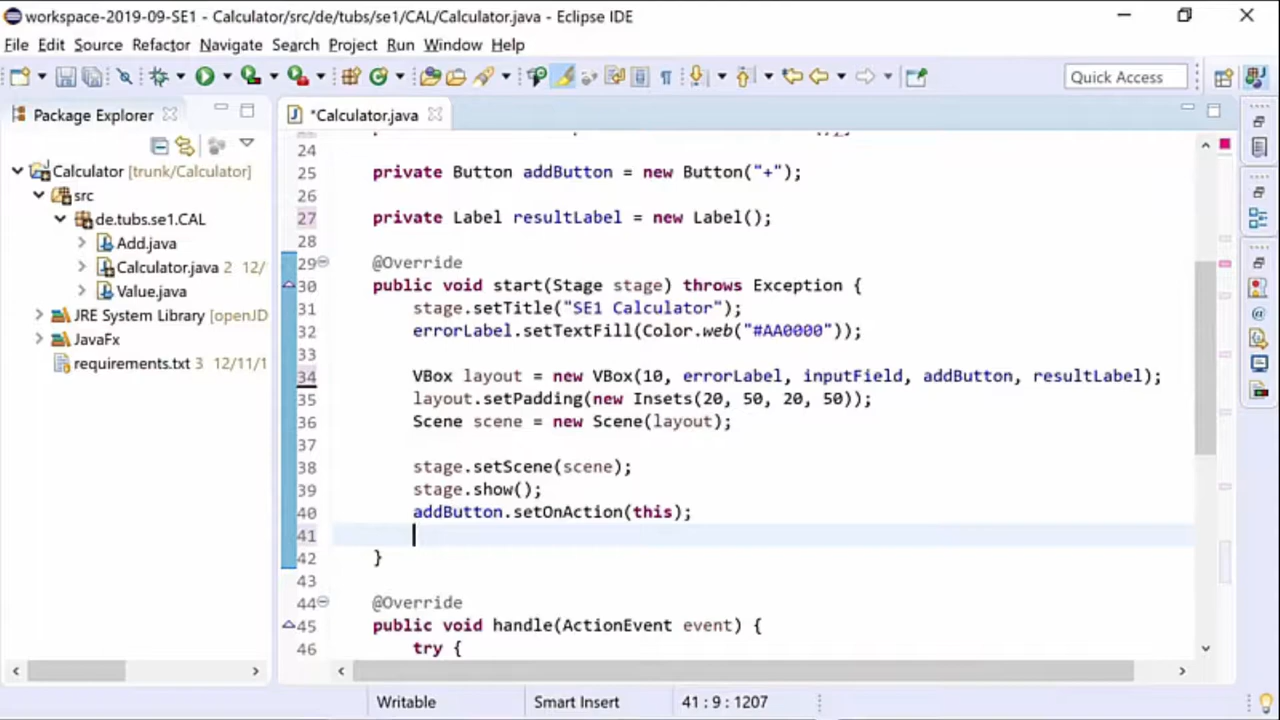 workspace-2019-09-SE1 - Calculator/src/de/tubs/se1/CAL/Calculator.java - Eclipse IDE
File Edit Source Refactor Navigate Search Project Run Window Help
Quick Access
Package Explorer
*Calculator.java
Calculator [trunk/Calculator]
src
de.tubs.se1.CAL
Add.java
Calculator.java 2 12/
Value.java
JRE System Library [openJD
JavaFx
requirements.txt 3 12/11/1
24
25 private Button addButton = new Button("+");
26
27 private Label resultLabel = new Label();
28
29 @Override
30 public void start(Stage stage) throws Exception {
31 stage.setTitle("SE1 Calculator");
32 errorLabel.setTextFill(Color.web("#AA0000"));
33
34 VBox layout = new VBox(10, errorLabel, inputField, addButton, resultLabel);
35 layout.setPadding(new Insets(20, 50, 20, 50));
36 Scene scene = new Scene(layout);
37
38 stage.setScene(scene);
39 stage.show();
40 addButton.setOnAction(this);
41
42 }
43
44 @Override
45 public void handle(ActionEvent event) {
46 try {
Writable
Smart Insert
41 : 9 : 1207